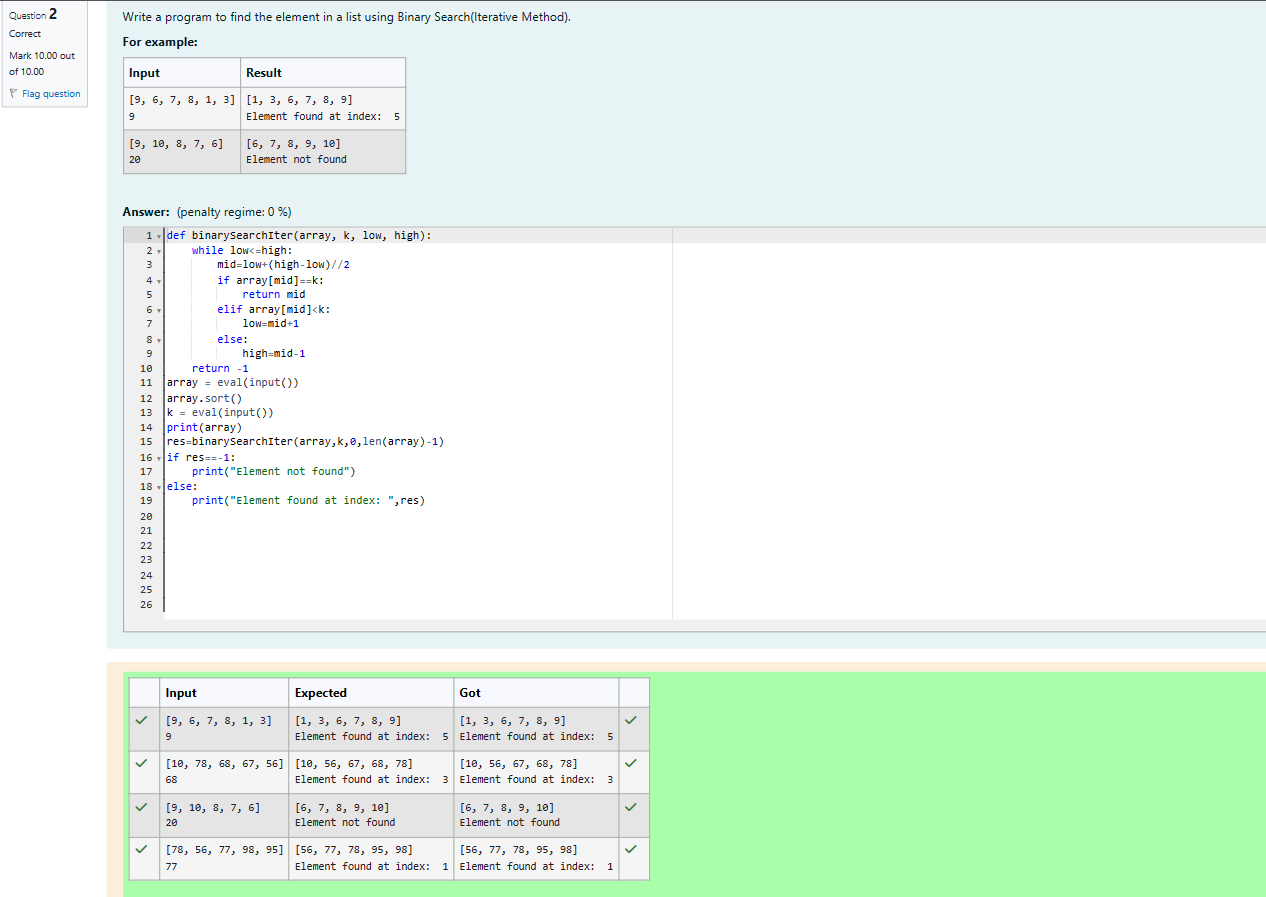 Question 2
Correct
Mark 10.00 out
of 10.00
Flag question
Write a program to find the element in a list using Binary Search(Iterative Method).
For example:
Input Result
[9, 6, 7, 8, 1, 3] [1, 3, 6, 7, 8, 9]
9 Element found at index:  5
[9, 10, 8, 7, 6] [6, 7, 8, 9, 10]
20 Element not found
Answer: (penalty regime: 0 %)
1 def binarySearchIter(array, k, low, high):
2     while low<=high:
3         mid=low+(high-low)//2
4         if array[mid]==k:
5             return mid
6         elif array[mid]<k:
7             low=mid+1
8         else:
9             high=mid-1
10     return -1
11 array = eval(input())
12 array.sort()
13 k = eval(input())
14 print(array)
15 res=binarySearchIter(array,k,0,len(array)-1)
16 if res==-1:
17     print("Element not found")
18 else:
19     print("Element found at index: ",res)
20
21
22
23
24
25
26
Input Expected Got
[9, 6, 7, 8, 1, 3] [1, 3, 6, 7, 8, 9] [1, 3, 6, 7, 8, 9]
9 Element found at index:  5 Element found at index:  5
[10, 78, 68, 67, 56] [10, 56, 67, 68, 78] [10, 56, 67, 68, 78]
68 Element found at index:  3 Element found at index:  3
[9, 10, 8, 7, 6] [6, 7, 8, 9, 10] [6, 7, 8, 9, 10]
20 Element not found Element not found
[78, 56, 77, 98, 95] [56, 77, 78, 95, 98] [56, 77, 78, 95, 98]
77 Element found at index:  1 Element found at index:  1